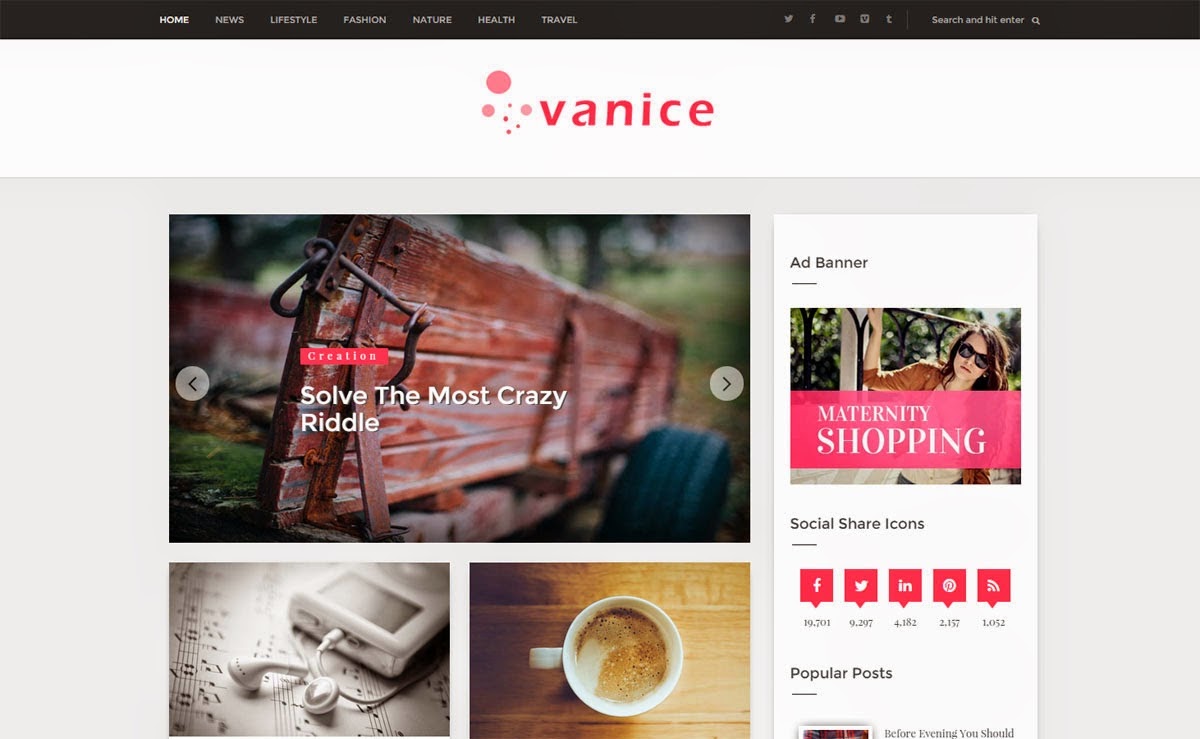 HOME NEWS LIFESTYLE FASHION NATURE HEALTH TRAVEL Search and hit enter
vanice
Creation
Solve The Most Crazy
Riddle
Ad Banner
MATERNITY
SHOPPING
Social Share Icons
19,701 9,297 4,182 2,157 1,052
Popular Posts
Before Evening You Should